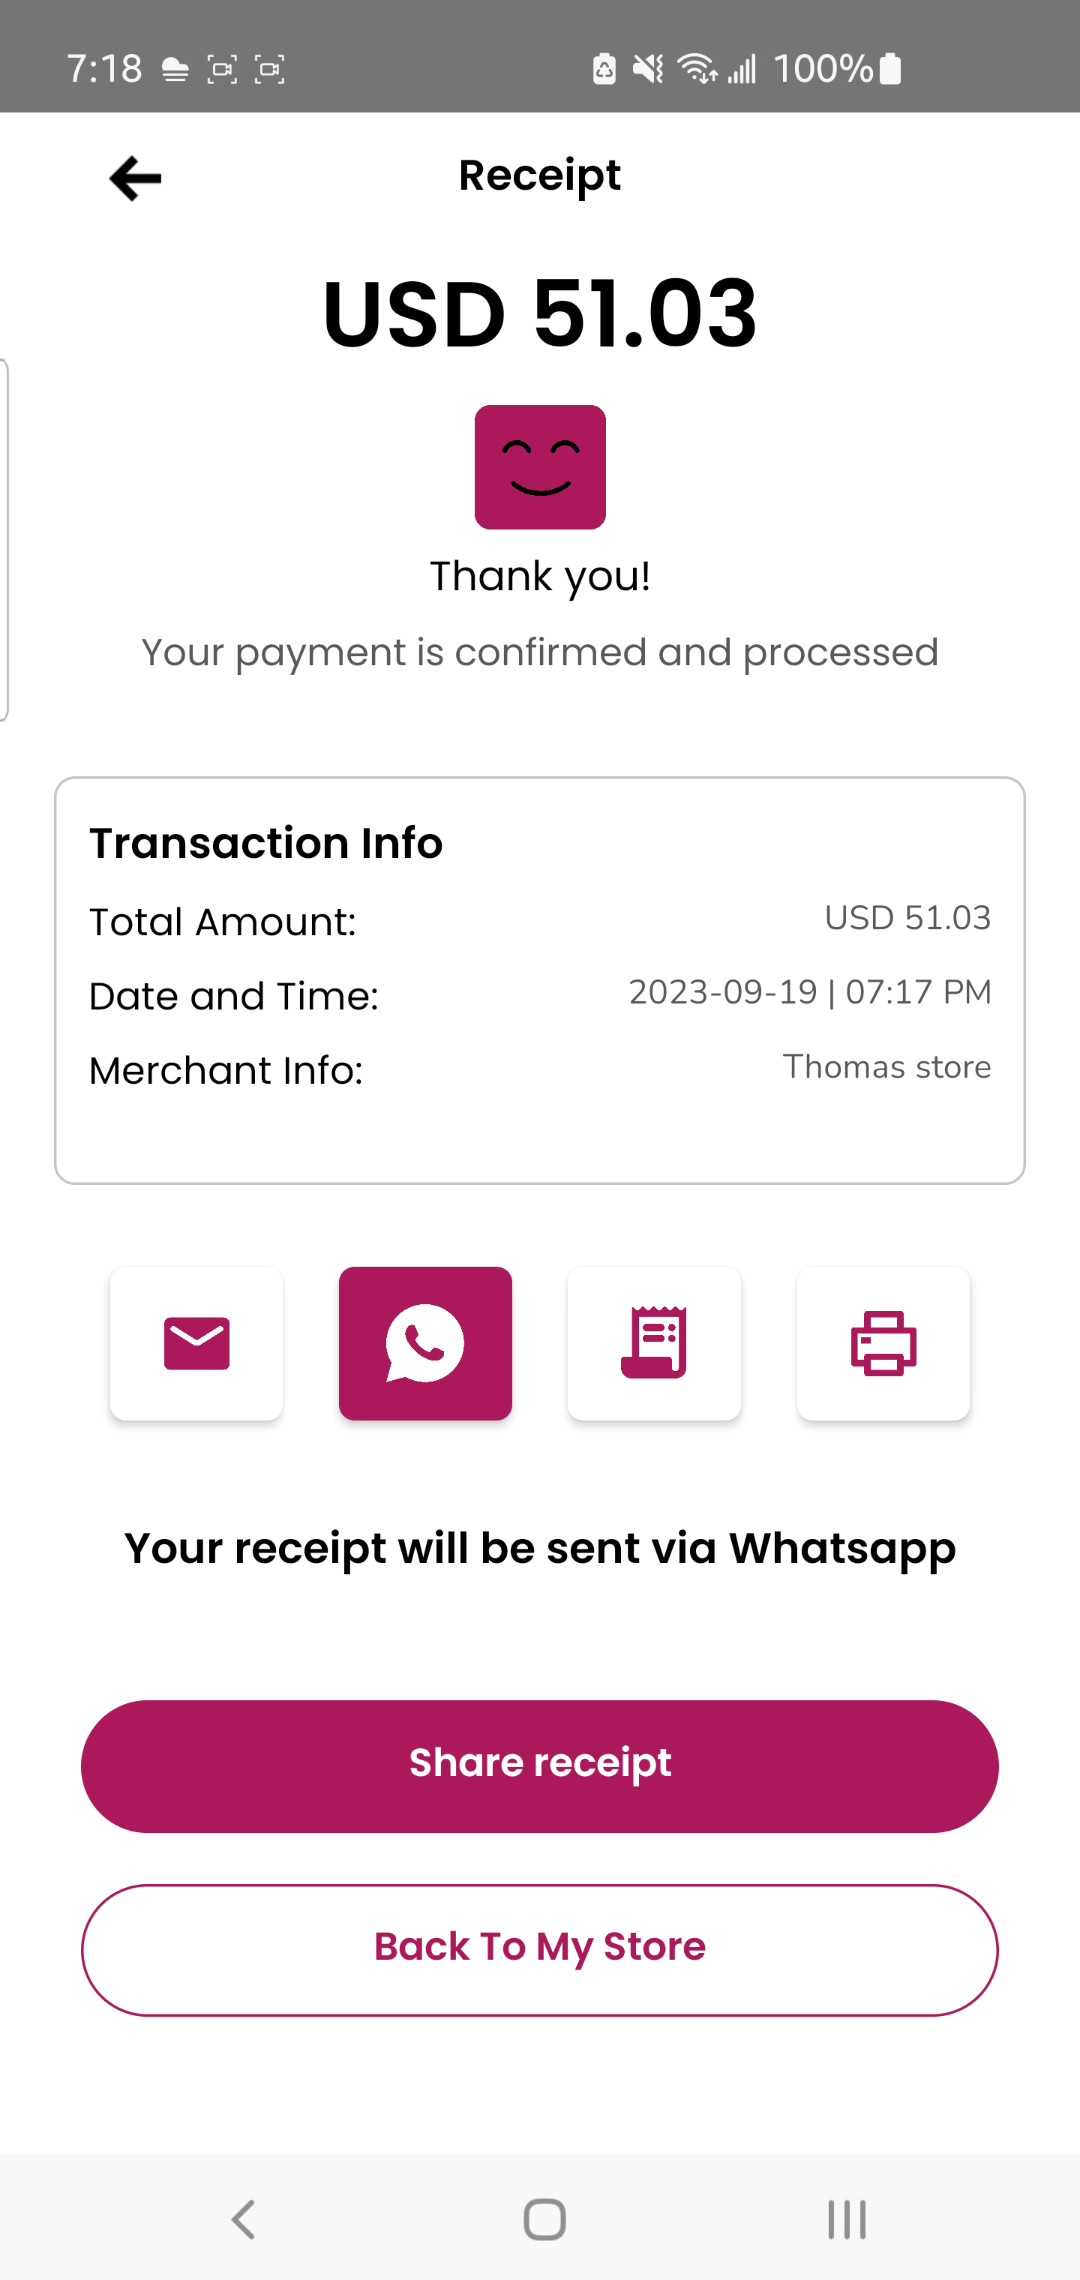 7:18 100%
Receipt
USD 51.03
Thank you!
Your payment is confirmed and processed
Transaction Info
Total Amount: USD 51.03
Date and Time: 2023-09-19 | 07:17 PM
Merchant Info: Thomas store
Your receipt will be sent via Whatsapp
Share receipt
Back To My Store